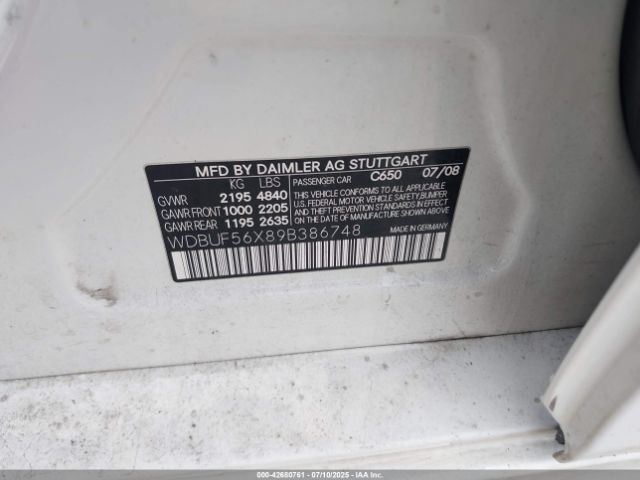 MFD BY DAIMLER AG STUTTGART
KG LBS
GVWR 2195 4840
GAWR FRONT 1000 2205
GAWR REAR 1195 2635
PASSENGER CAR C650 07/08
THIS VEHICLE CONFORMS TO ALL APPLICABLE
U.S. FEDERAL MOTOR VEHICLE SAFETY,BUMPER
AND THEFT PREVENTION STANDARDS IN EFFECT
ON THE DATE OF MANUFACTURE SHOWN ABOVE.
WDBUF56X89B386748
MADE IN GERMANY
000-42680761 | 07/10/2025 | IAA, Inc. - Copyright